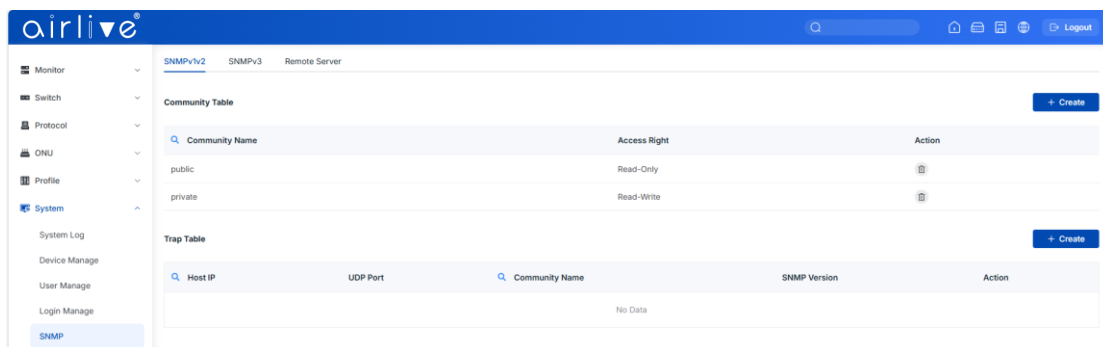 airlive®
Logout
Monitor
Switch
Protocol
ONU
Profile
System
System Log
Device Manage
User Manage
Login Manage
SNMP
SNMPv1v2 SNMPv3 Remote Server
Community Table + Create
Community Name Access Right Action
public Read-Only
private Read-Write
Trap Table + Create
Host IP UDP Port Community Name SNMP Version Action
No Data